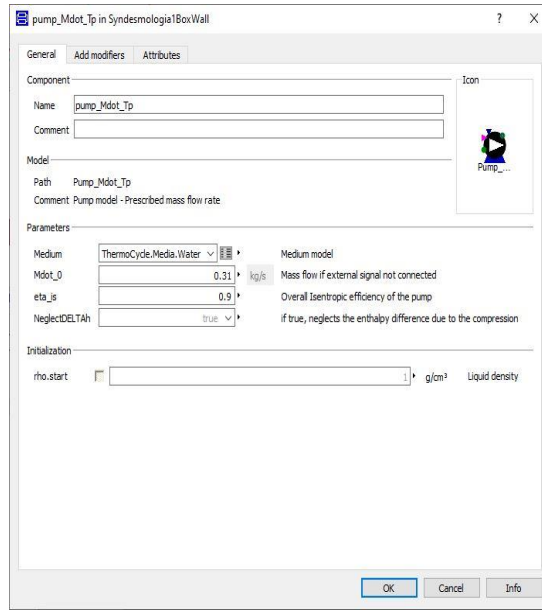 pump_Mdot_Tp in Syndesmologia1BoxWall ? X
General Add modifiers Attributes
Component
Icon
Name pump_Mdot_Tp
Comment
Pump_...
Model
Path Pump_Mdot_Tp
Comment Pump model - Prescribed mass flow rate
Parameters
Medium ThermoCycle.Media.Water Medium model
Mdot_0 0.31 kg/s Mass flow if external signal not connected
eta_is 0.9 Overall Isentropic efficiency of the pump
NeglectDELTAh true if true, neglects the enthalpy difference due to the compression
Initialization
rho.start 1 g/cm³ Liquid density
OK Cancel Info